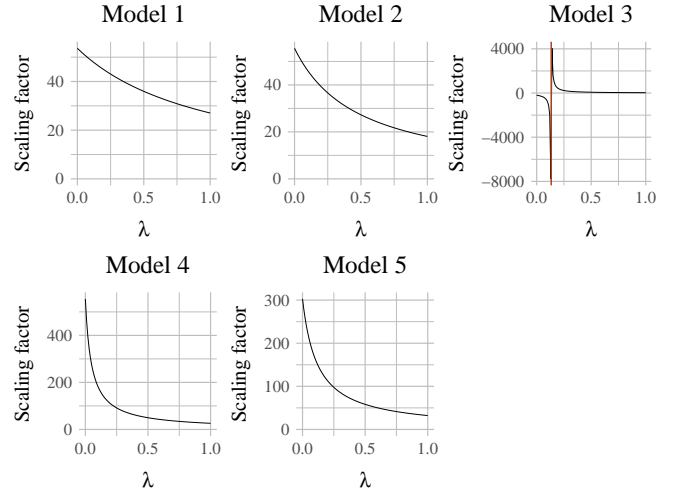 Model 1
Model 2
Model 3
Scaling factor
40
20
0
0.0
0.5
1.0
λ
Scaling factor
40
20
0
0.0
0.5
1.0
λ
Scaling factor
4000
0
−4000
−8000
0.0
0.5
1.0
λ
Model 4
Model 5
Scaling factor
400
200
0
0.0
0.5
1.0
λ
Scaling factor
300
200
100
0
0.0
0.5
1.0
λ